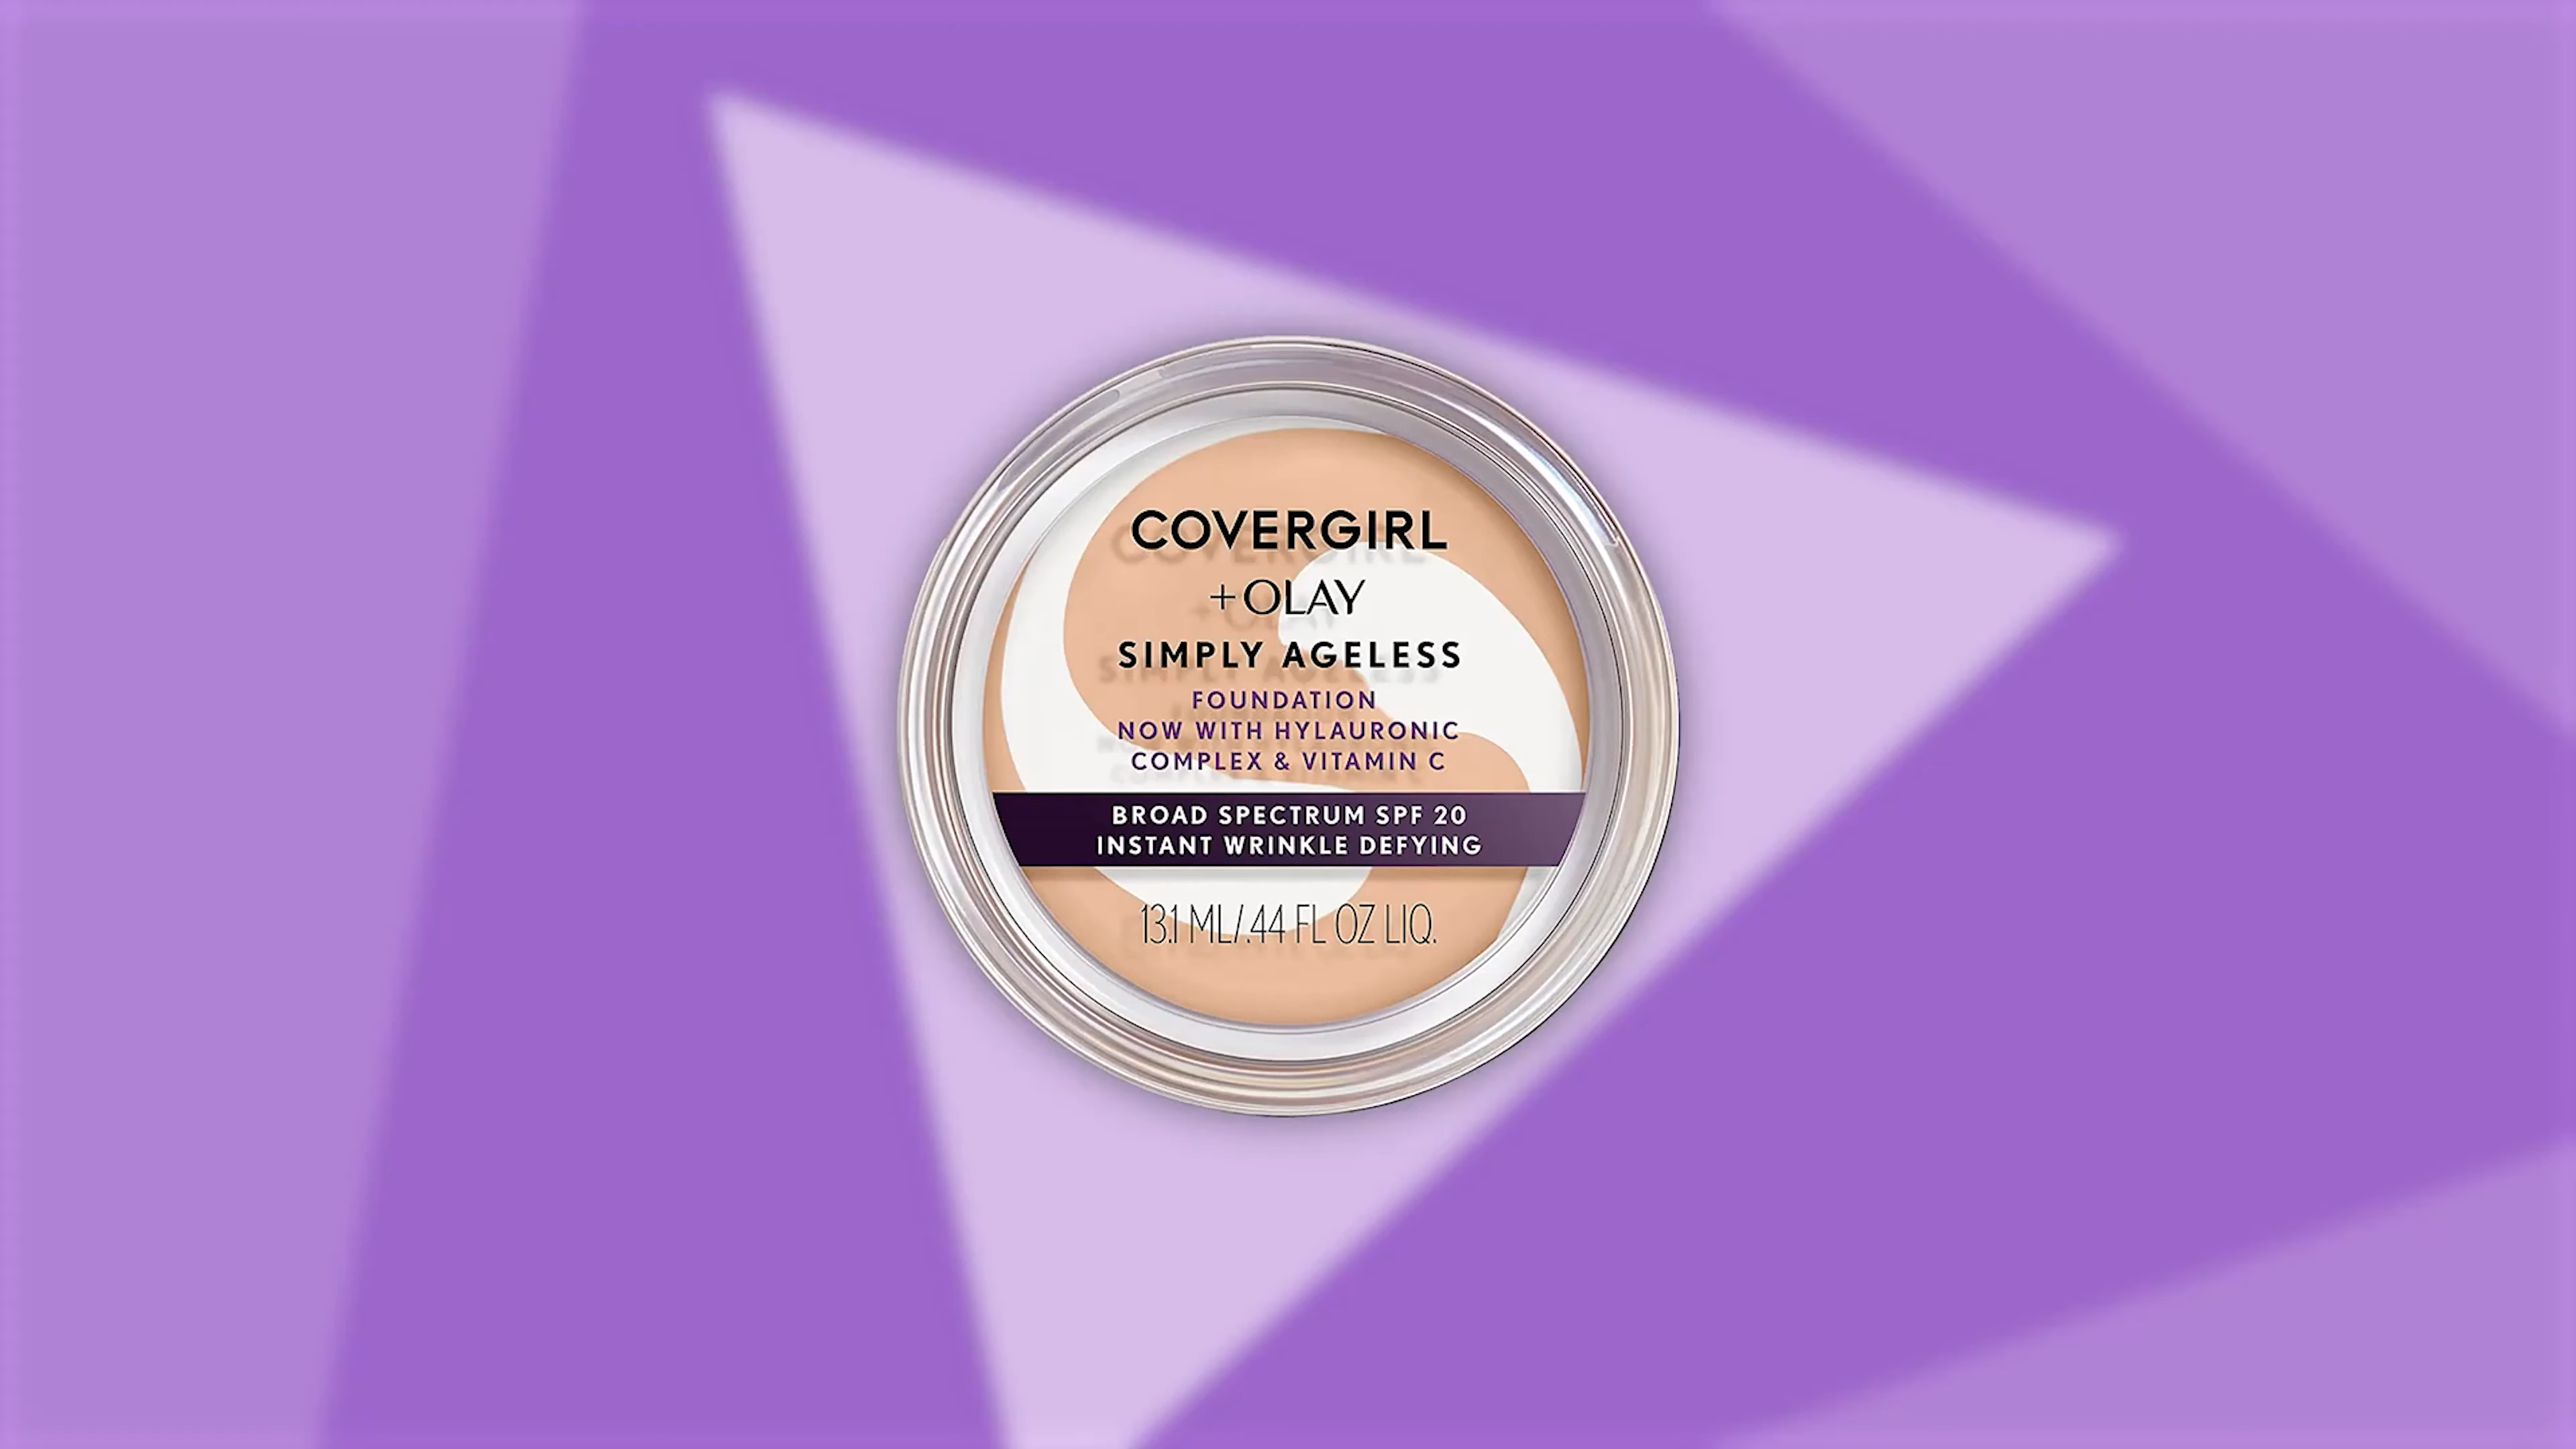 COVERGIRL
+OLAY
SIMPLY AGELESS
FOUNDATION
NOW WITH HYLAURONIC
COMPLEX & VITAMIN C
BROAD SPECTRUM SPF 20
INSTANT WRINKLE DEFYING
13.1 ML/.44 FL OZ LIQ.